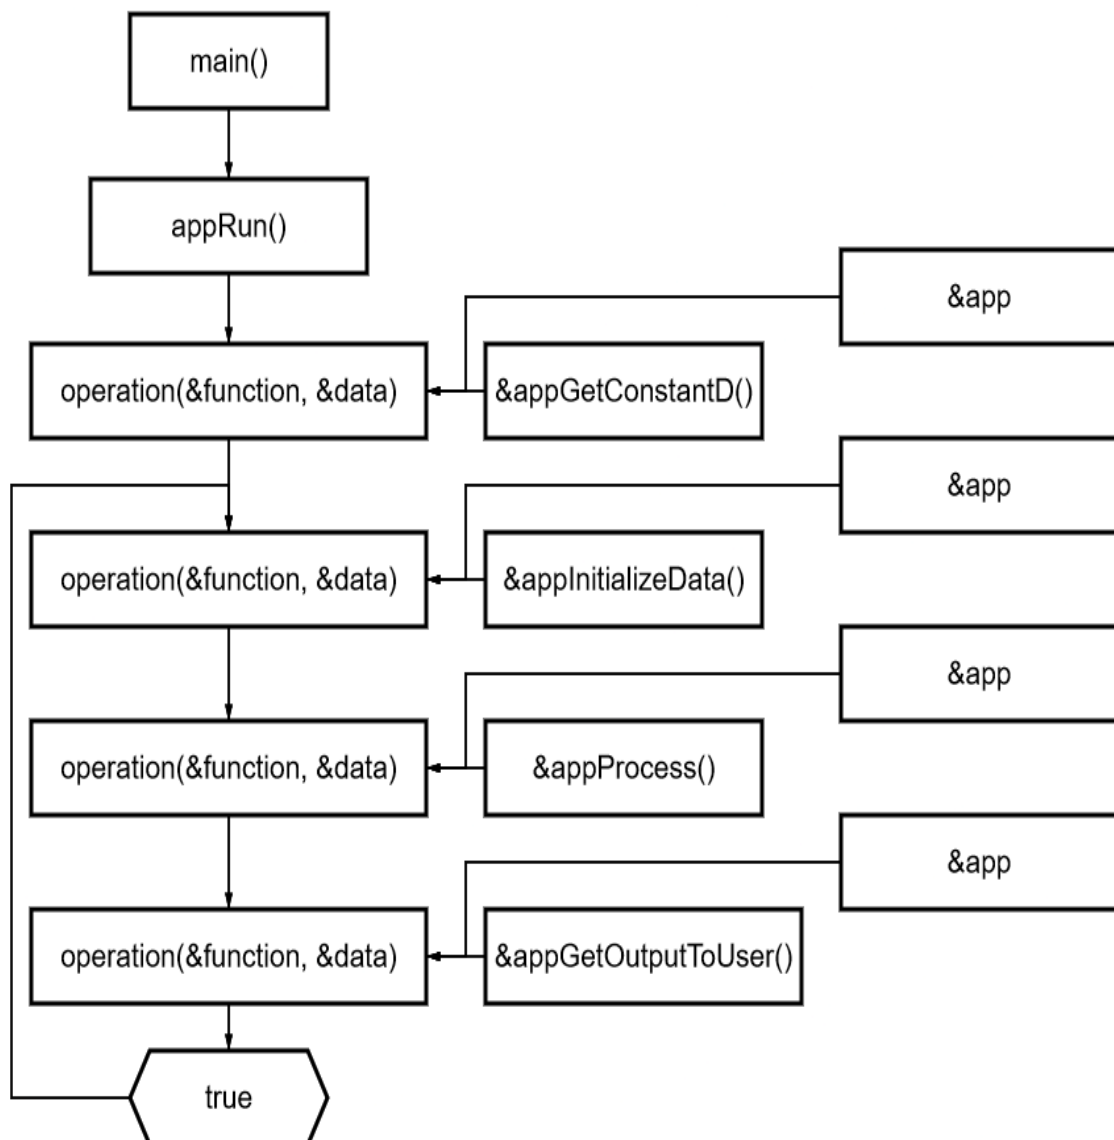 main()
appRun()
&app
operation(&function, &data)
&appGetConstantD()
&app
operation(&function, &data)
&appInitializeData()
&app
operation(&function, &data)
&appProcess()
&app
operation(&function, &data)
&appGetOutputToUser()
true